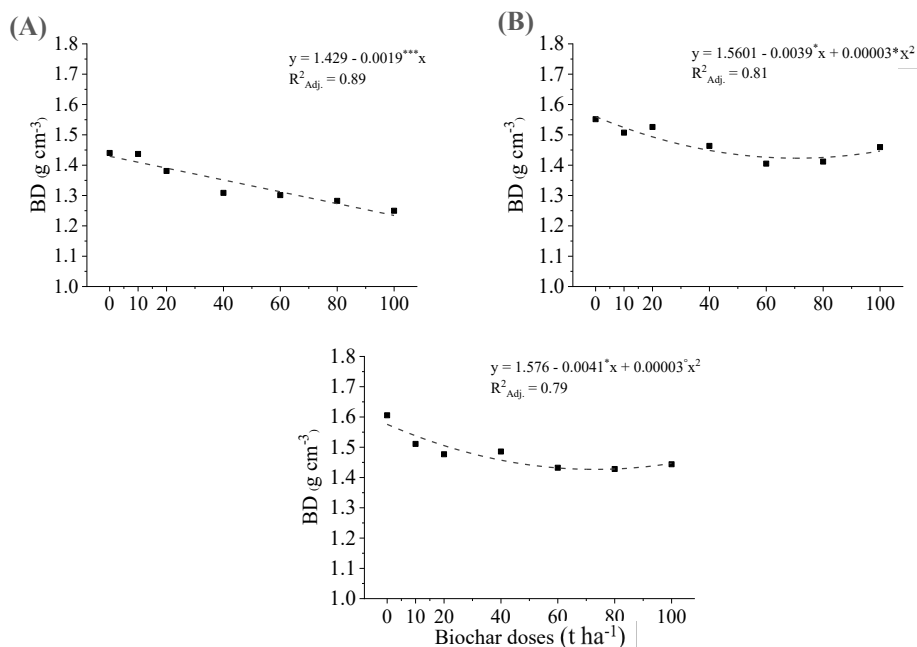 (A)
1.8
1.7
1.6
1.5
1.4
1.3
1.2
1.1
1.0
BD (g cm⁻³)
y = 1.429 - 0.0019***x
R²Adj. = 0.89
0 10 20 40 60 80 100
(B)
1.8
1.7
1.6
1.5
1.4
1.3
1.2
1.1
1.0
BD (g cm⁻³)
y = 1.5601 - 0.0039*x + 0.00003*x²
R²Adj. = 0.81
0 10 20 40 60 80 100
1.8
1.7
1.6
1.5
1.4
1.3
1.2
1.1
1.0
BD (g cm⁻³)
y = 1.576 - 0.0041*x + 0.00003°x²
R²Adj. = 0.79
0 10 20 40 60 80 100
Biochar doses (t ha⁻¹)